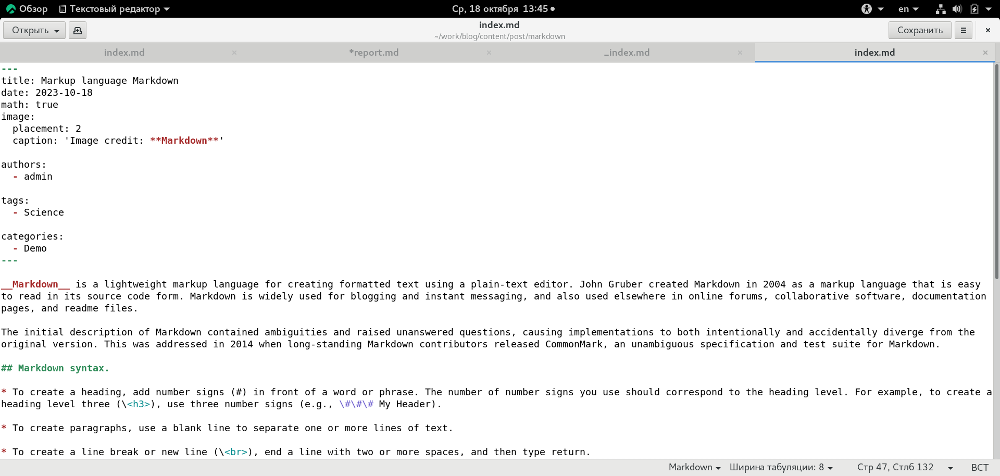 Обзор Текстовый редактор Ср, 18 октября 13:45 en
Открыть index.md Сохранить
~/work/blog/content/post/markdown
index.md *report.md _index.md index.md
---
title: Markup language Markdown
date: 2023-10-18
math: true
image:
  placement: 2
  caption: 'Image credit: **Markdown**'

authors:
  - admin

tags:
  - Science

categories:
  - Demo
---

__Markdown__ is a lightweight markup language for creating formatted text using a plain-text editor. John Gruber created Markdown in 2004 as a markup language that is easy
to read in its source code form. Markdown is widely used for blogging and instant messaging, and also used elsewhere in online forums, collaborative software, documentation
pages, and readme files.

The initial description of Markdown contained ambiguities and raised unanswered questions, causing implementations to both intentionally and accidentally diverge from the
original version. This was addressed in 2014 when long-standing Markdown contributors released CommonMark, an unambiguous specification and test suite for Markdown.

## Markdown syntax.

* To create a heading, add number signs (#) in front of a word or phrase. The number of number signs you use should correspond to the heading level. For example, to create a
heading level three (\<h3>), use three number signs (e.g., \#\#\# My Header).

* To create paragraphs, use a blank line to separate one or more lines of text.

* To create a line break or new line (\<br>), end a line with two or more spaces, and then type return.
Markdown Ширина табуляции: 8 Стр 47, Стлб 132 ВСТ